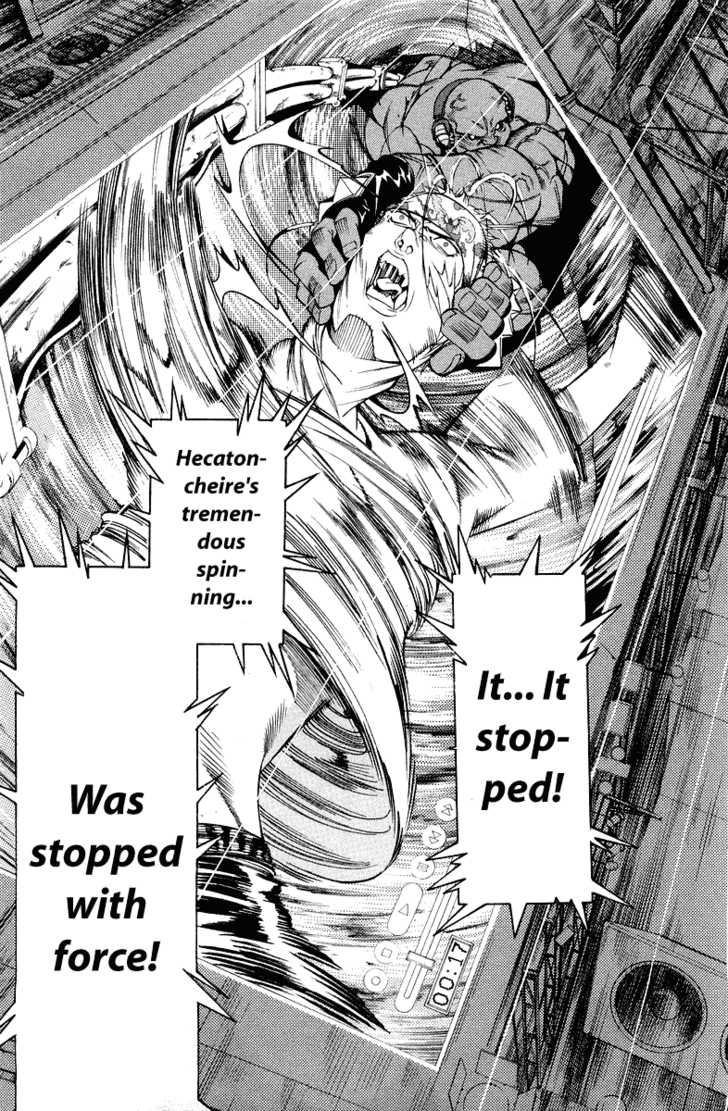 It... It
stop-
ped!
Hecaton-
cheire's
tremen-
dous
spin-
ning...
Was
stopped
with
force!
00:17